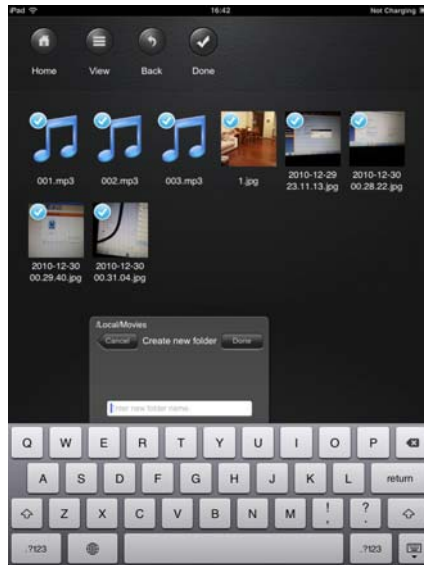 iPad 16:42 Not Charging
Home View Back Done
001.mp3 002.mp3 003.mp3 1.jpg 2010-12-29 23.11.13.jpg 2010-12-30 00.28.22.jpg
2010-12-30 00.29.40.jpg 2010-12-30 00.31.04.jpg
/Local/Movies
Cancel Create new folder Done
Enter new folder name
Q W E R T Y U I O P
A S D F G H J K L return
Z X C V B N M ! , ? .
.?123 .?123